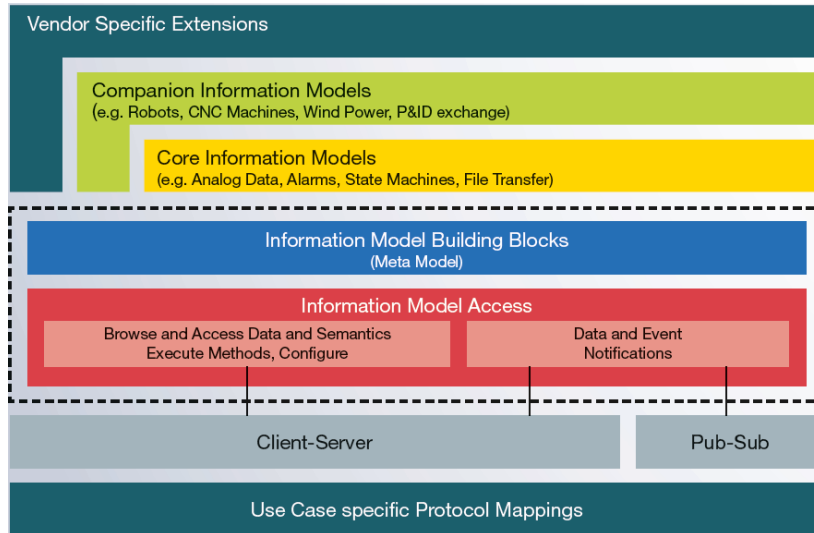 Vendor Specific Extensions
Companion Information Models
(e.g. Robots, CNC Machines, Wind Power, P&ID exchange)
Core Information Models
(e.g. Analog Data, Alarms, State Machines, File Transfer)
Information Model Building Blocks
(Meta Model)
Information Model Access
Browse and Access Data and Semantics
Execute Methods, Configure
Data and Event
Notifications
Client-Server
Pub-Sub
Use Case specific Protocol Mappings